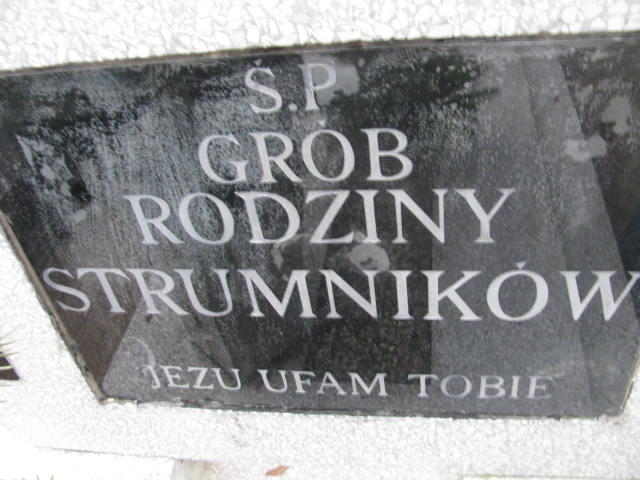 Ś.P
GRÓB
RODZINY
STRUMNIKÓW
JEZU UFAM TOBIE